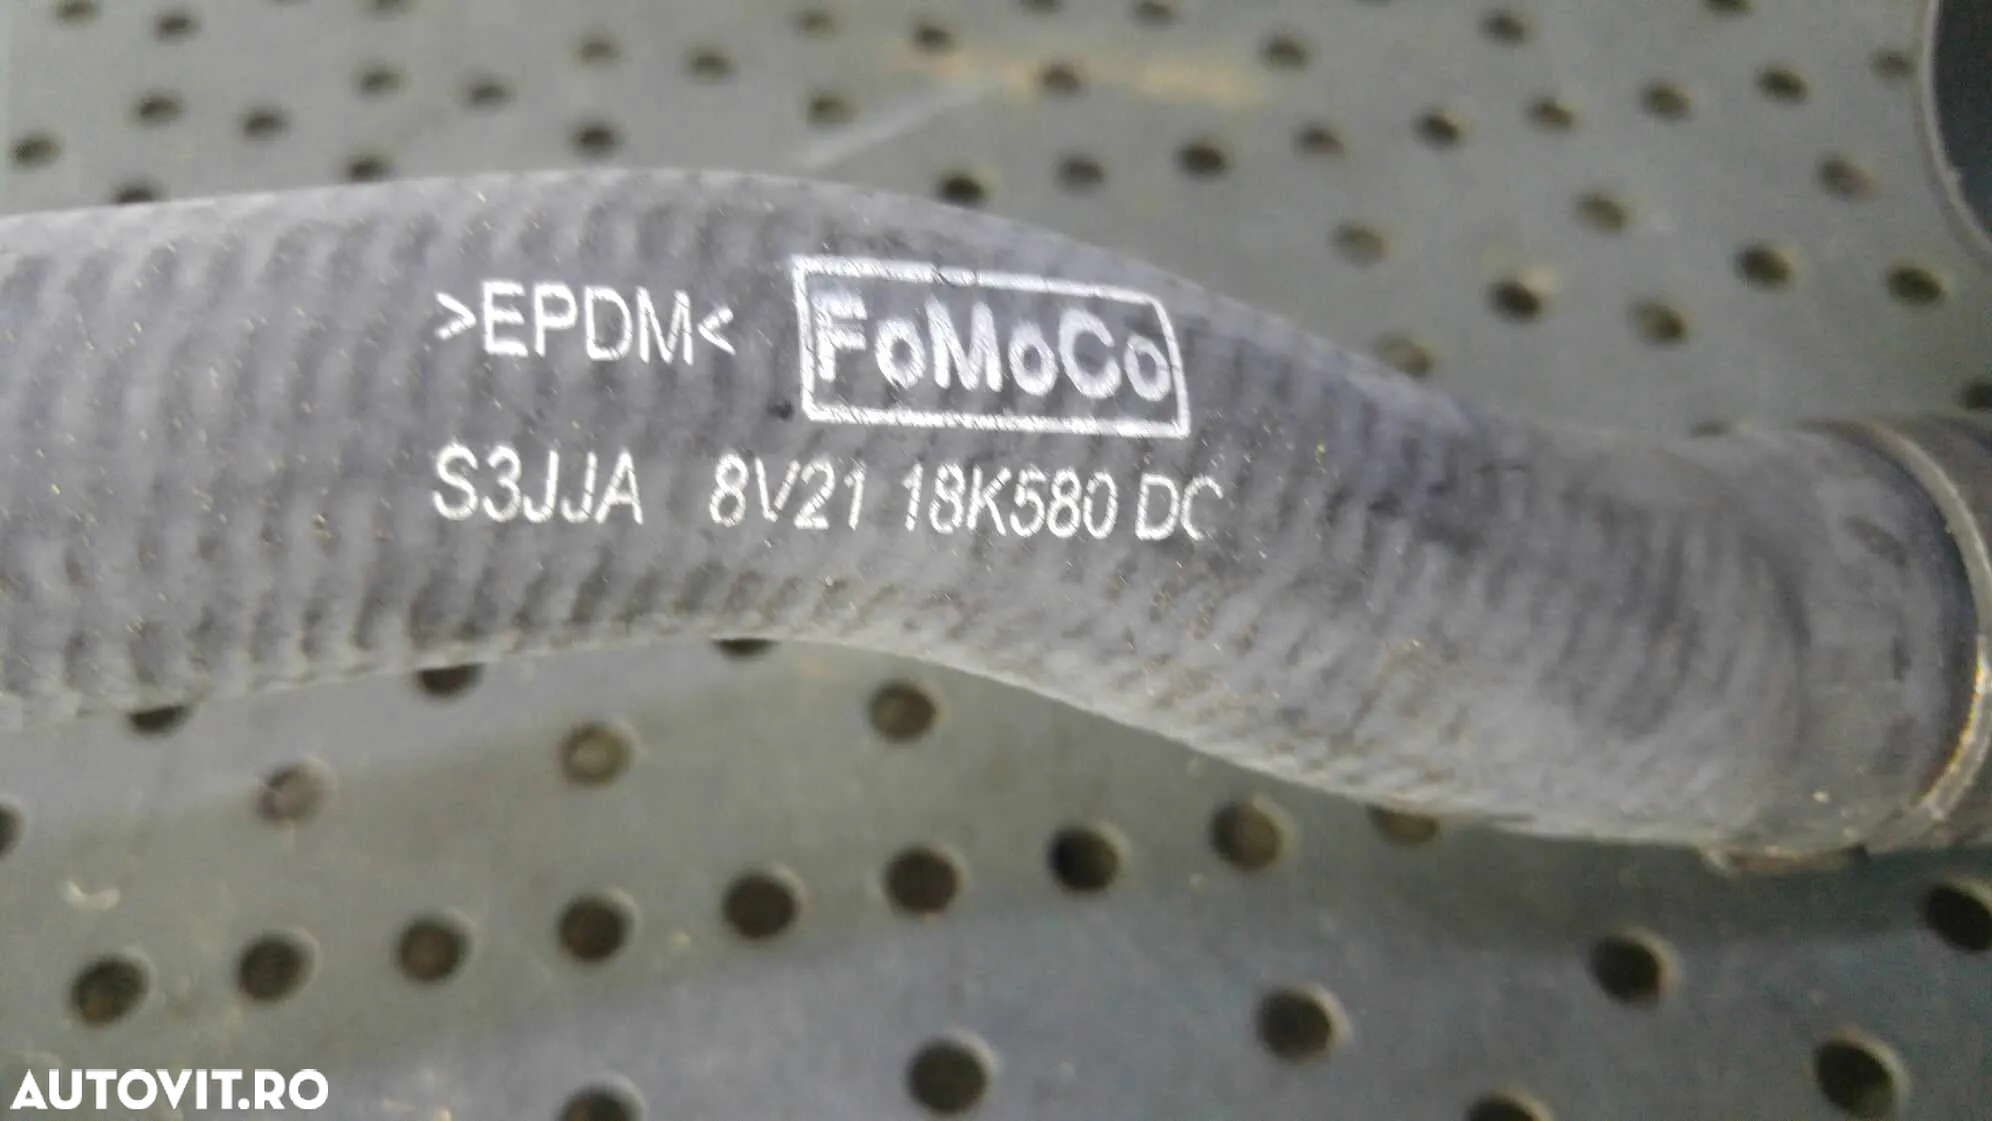 >EPDM< FoMoCo
S3JJA 8V21 18K580 DC
AUTOVIT.RO